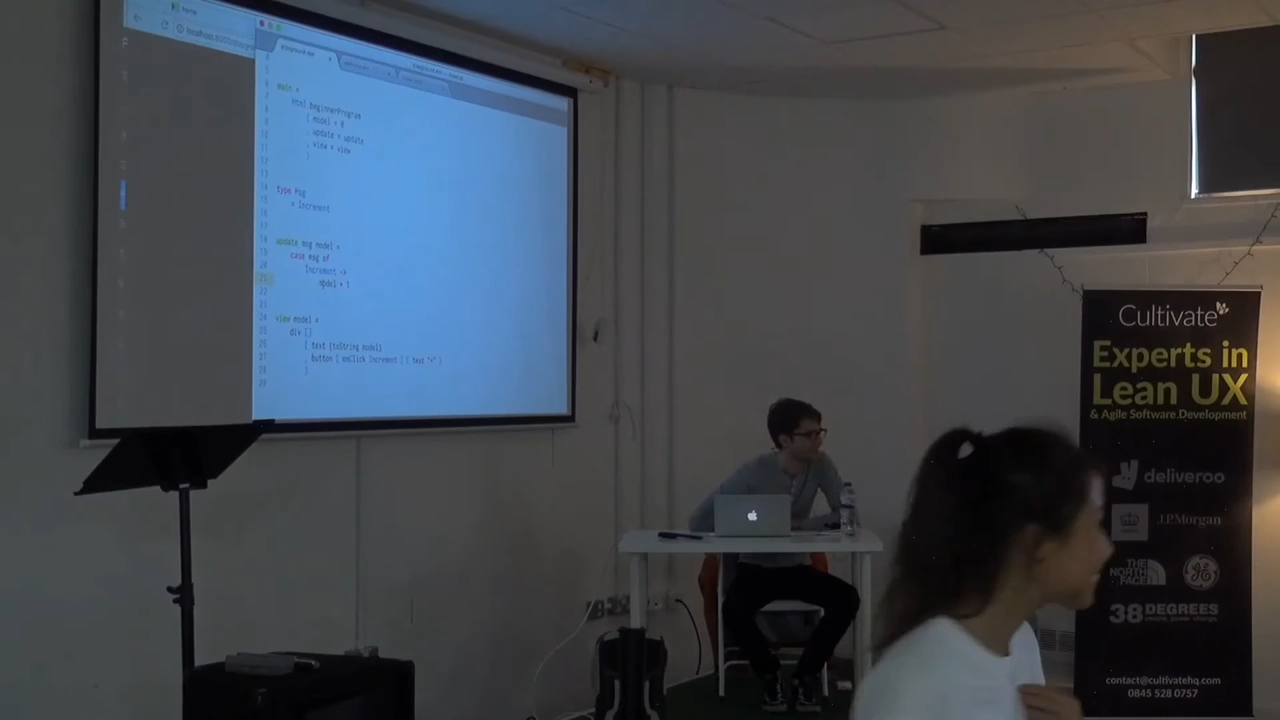 localhost
main =
Html.beginnerProgram
{ model = 0
, update = update
, view = view
}
type Msg
= Increment
update msg model =
case msg of
Increment ->
model + 1
view model =
div []
[ text (toString model)
, button [ onClick Increment ] [ text "+" ]
]
Cultivate
Experts in
Lean UX
& Agile Software Development
deliveroo
J.P.Morgan
THE
NORTH
FACE
38 DEGREES
contact@cultivatehq.com
0845 528 0757